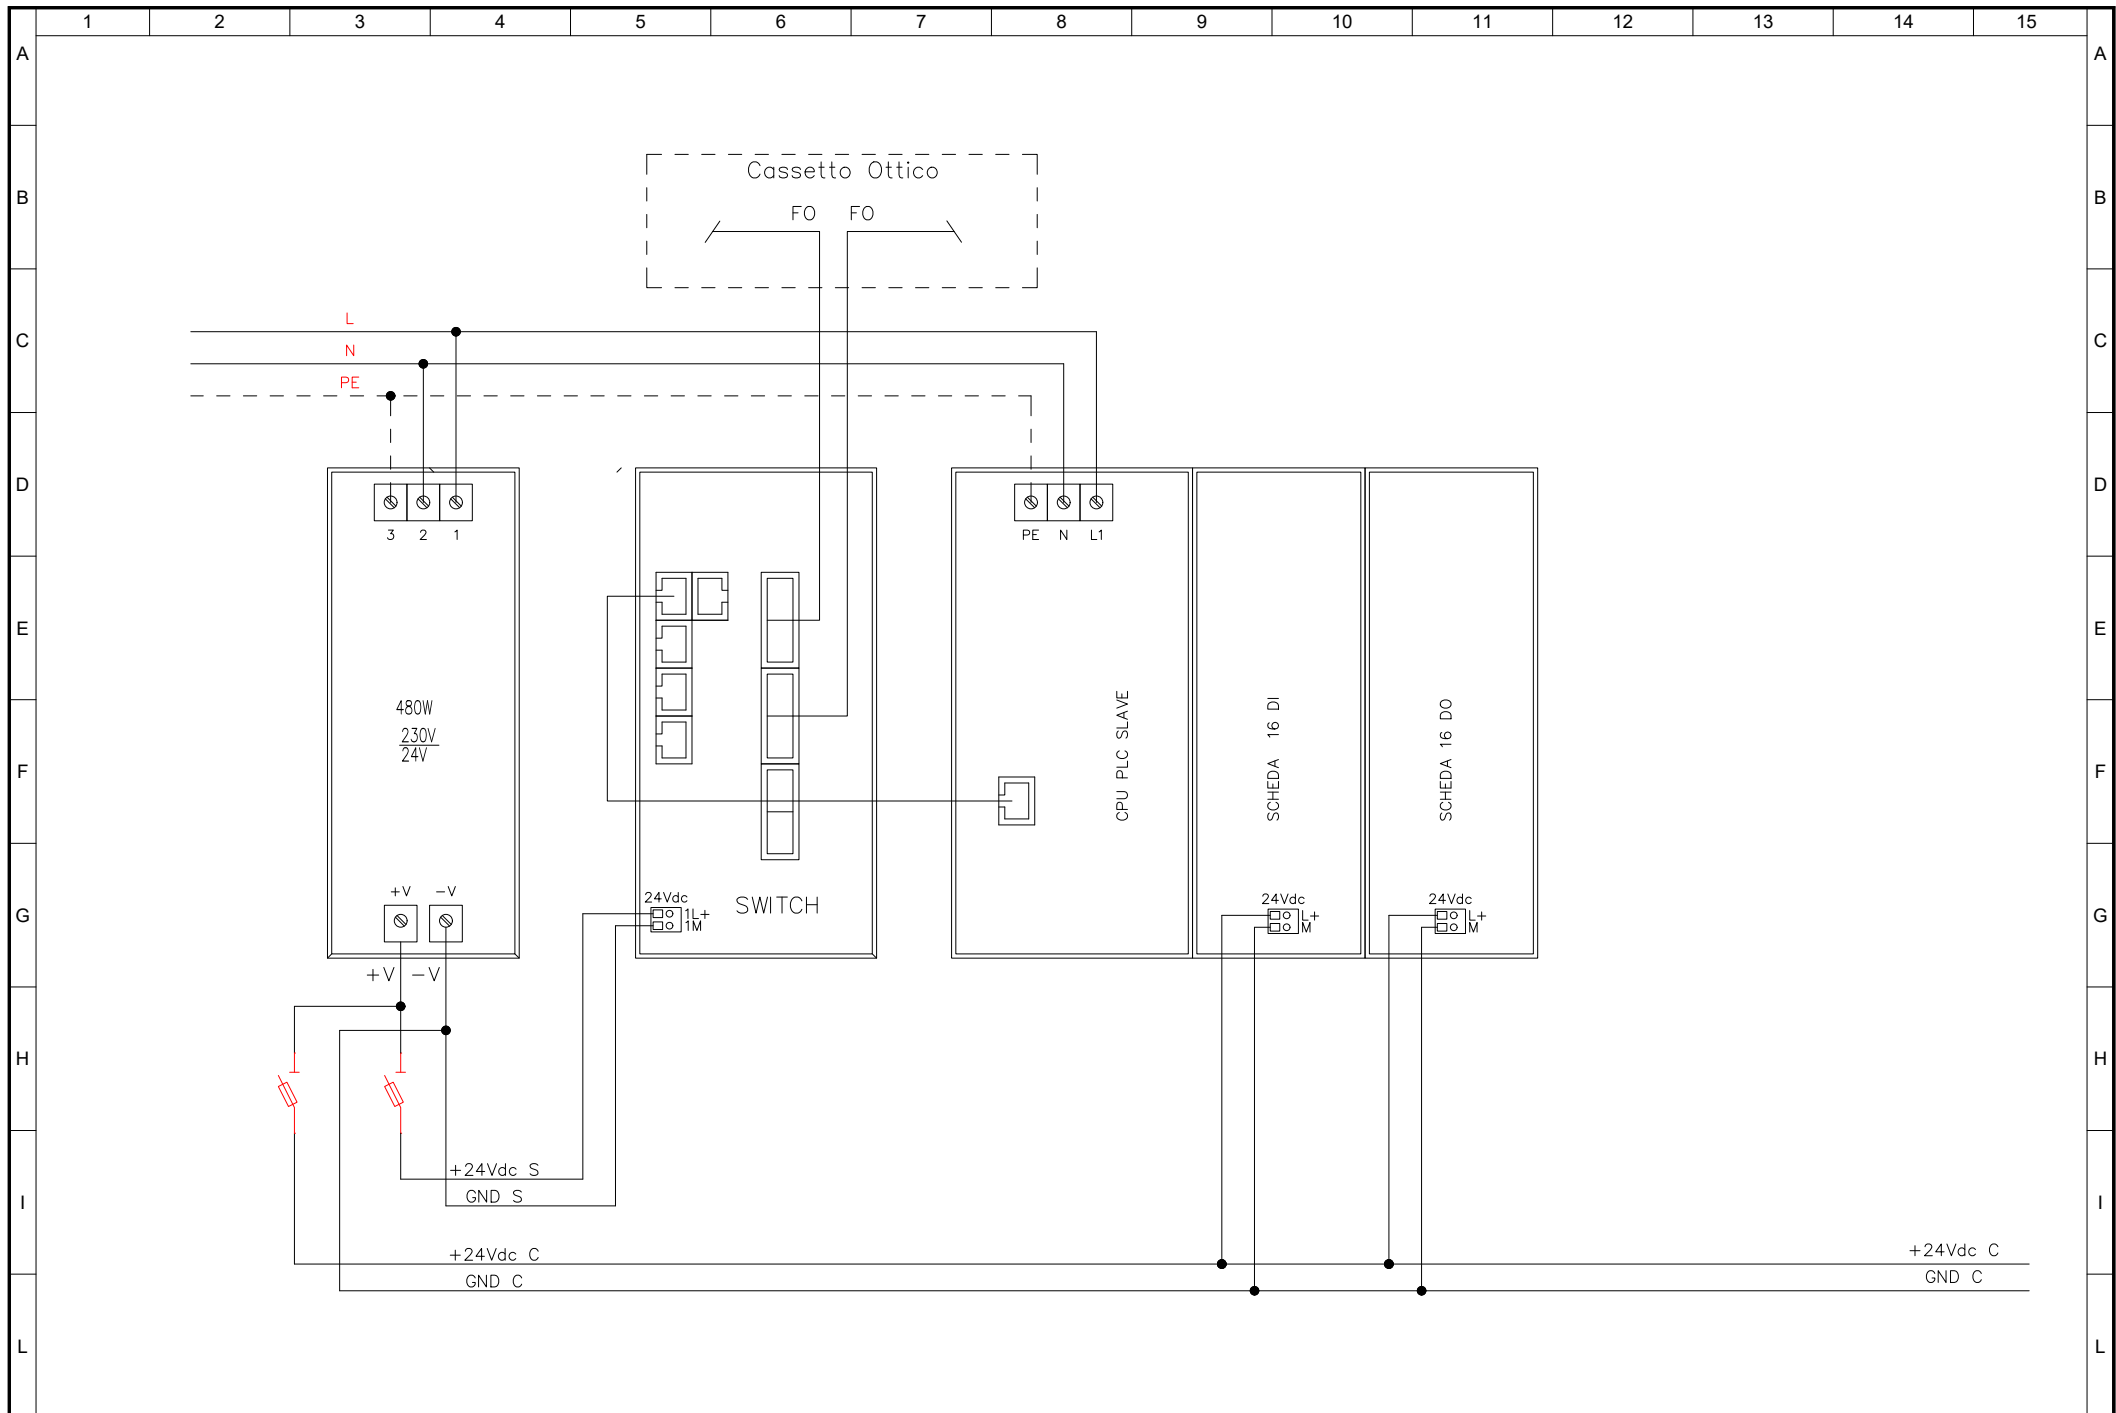 1 2 3 4 5 6 7 8 9 10 11 12 13 14 15
A A
B B
Cassetto Ottico
FO FO
L
C C
N
PE
D D
3 2 1
PE N L1
E E
480W
230V
24V
CPU PLC SLAVE
SCHEDA 16 DI
SCHEDA 16 DO
F F
+V -V
24Vdc
1L+
1M
SWITCH
24Vdc
L+
M
24Vdc
L+
M
G G
+V -V
H H
+24Vdc S
GND S
I I
+24Vdc C
GND C
+24Vdc C
GND C
L L